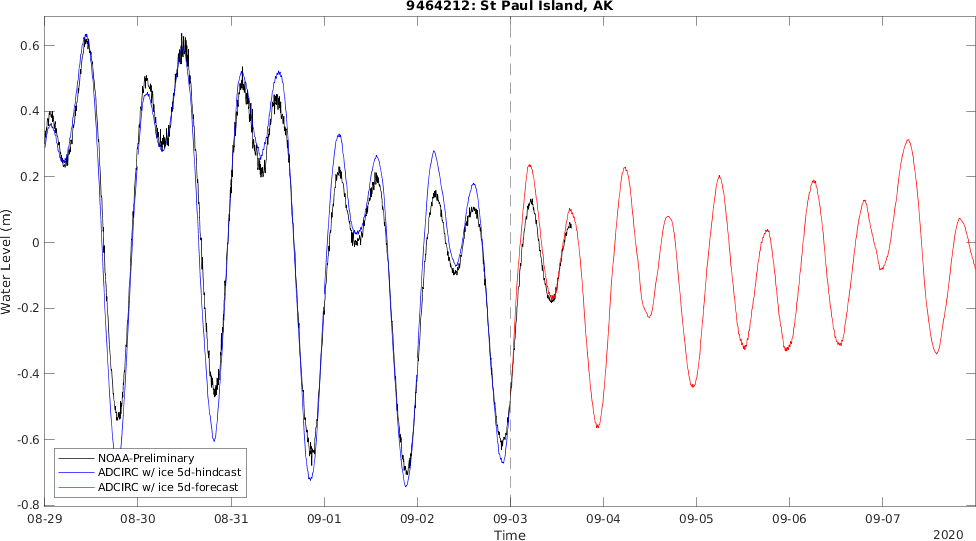 9464212: St Paul Island, AK
Water Level (m)
0.6
0.4
0.2
0
-0.2
-0.4
-0.6
-0.8
NOAA-Preliminary
ADCIRC w/ ice 5d-hindcast
ADCIRC w/ ice 5d-forecast
08-29 08-30 08-31 09-01 09-02 09-03 09-04 09-05 09-06 09-07
Time
2020